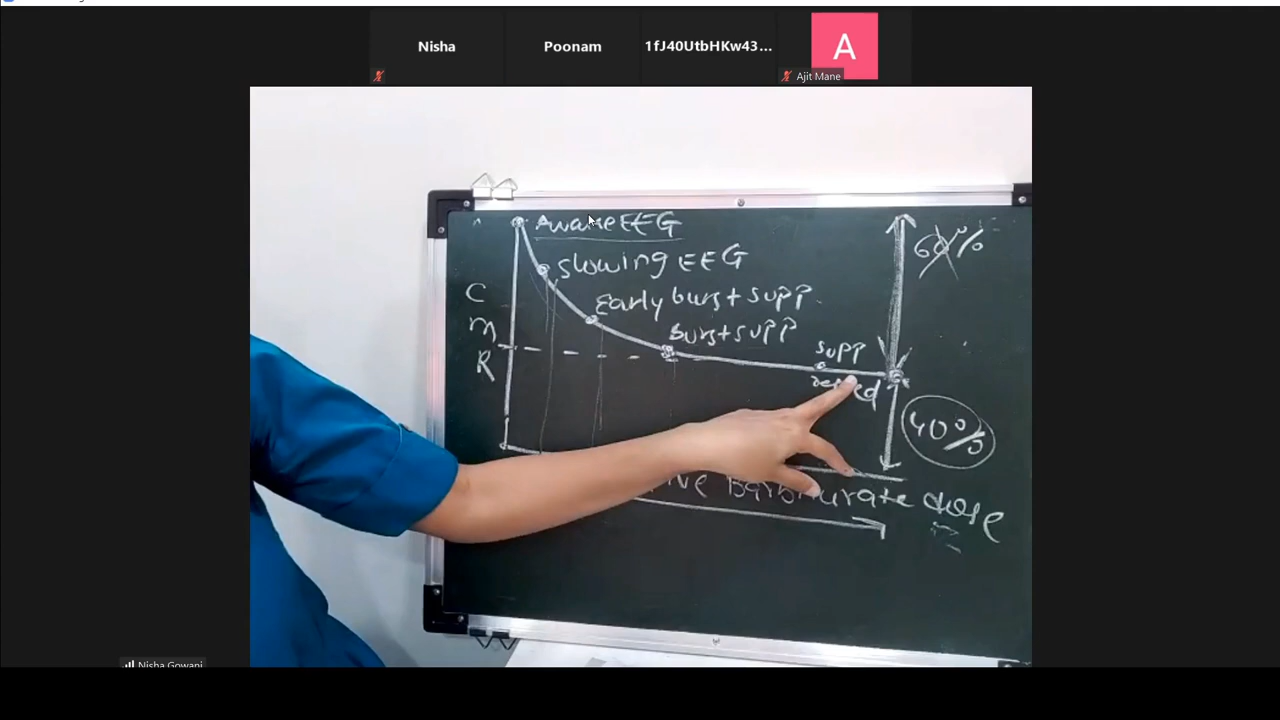 Nisha
Poonam
1fJ40UtbHKw43...
A
Ajit Mane
Awake EEG
60%
slowing EEG
C
M
R
Early burst supp
Burst supp
supp
40%
Barbiturate dose
Nisha Gowani